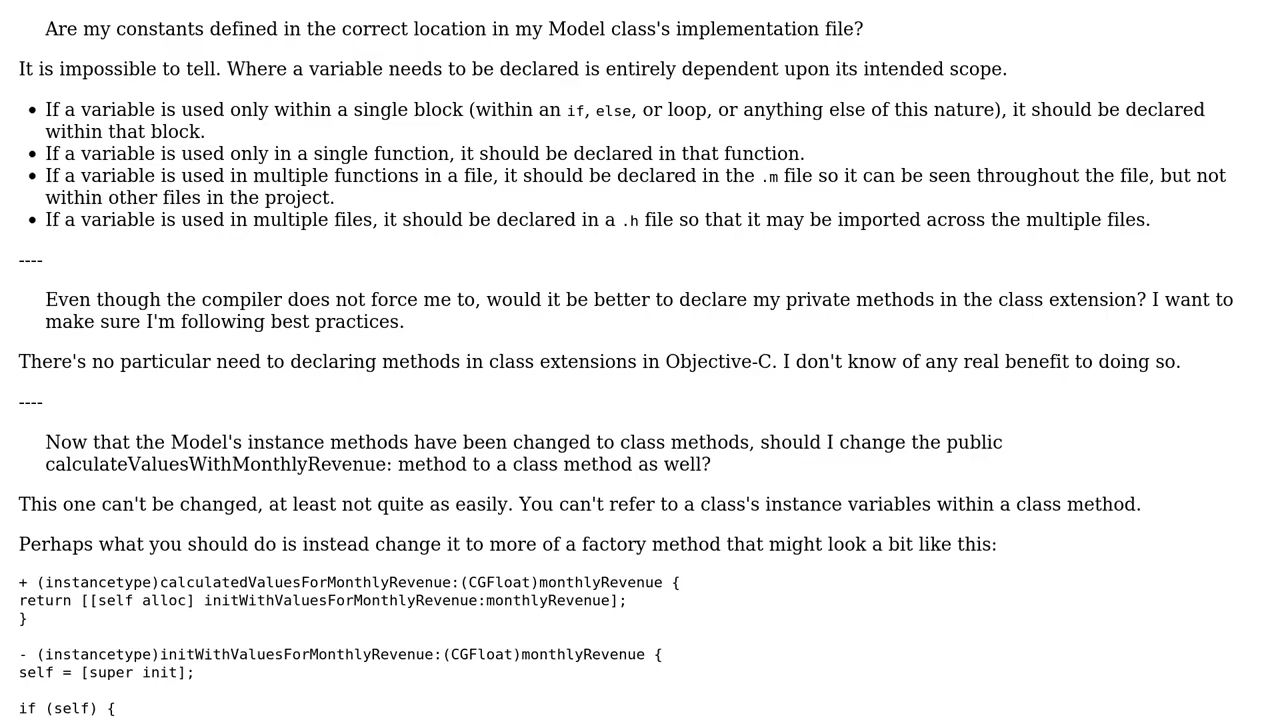 Are my constants defined in the correct location in my Model class's implementation file?
It is impossible to tell. Where a variable needs to be declared is entirely dependent upon its intended scope.
• If a variable is used only within a single block (within an if, else, or loop, or anything else of this nature), it should be declared
within that block.
• If a variable is used only in a single function, it should be declared in that function.
• If a variable is used in multiple functions in a file, it should be declared in the .m file so it can be seen throughout the file, but not
within other files in the project.
• If a variable is used in multiple files, it should be declared in a .h file so that it may be imported across the multiple files.
----
Even though the compiler does not force me to, would it be better to declare my private methods in the class extension? I want to
make sure I'm following best practices.
There's no particular need to declaring methods in class extensions in Objective-C. I don't know of any real benefit to doing so.
----
Now that the Model's instance methods have been changed to class methods, should I change the public
calculateValuesWithMonthlyRevenue: method to a class method as well?
This one can't be changed, at least not quite as easily. You can't refer to a class's instance variables within a class method.
Perhaps what you should do is instead change it to more of a factory method that might look a bit like this:
+ (instancetype)calculatedValuesForMonthlyRevenue:(CGFloat)monthlyRevenue {
return [[self alloc] initWithValuesForMonthlyRevenue:monthlyRevenue];
}
- (instancetype)initWithValuesForMonthlyRevenue:(CGFloat)monthlyRevenue {
self = [super init];
if (self) {